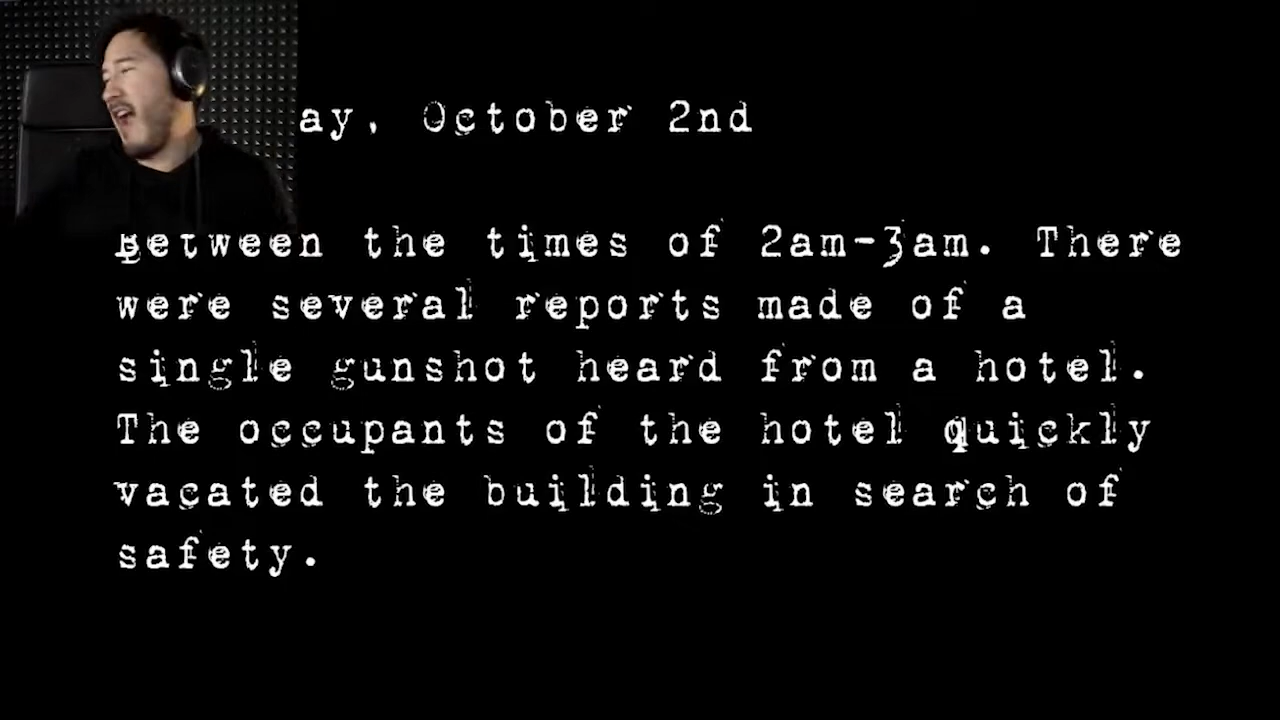 ay, October 2nd
Between the times of 2am-3am. There
were several reports made of a
single gunshot heard from a hotel.
The occupants of the hotel quickly
vacated the building in search of
safety.